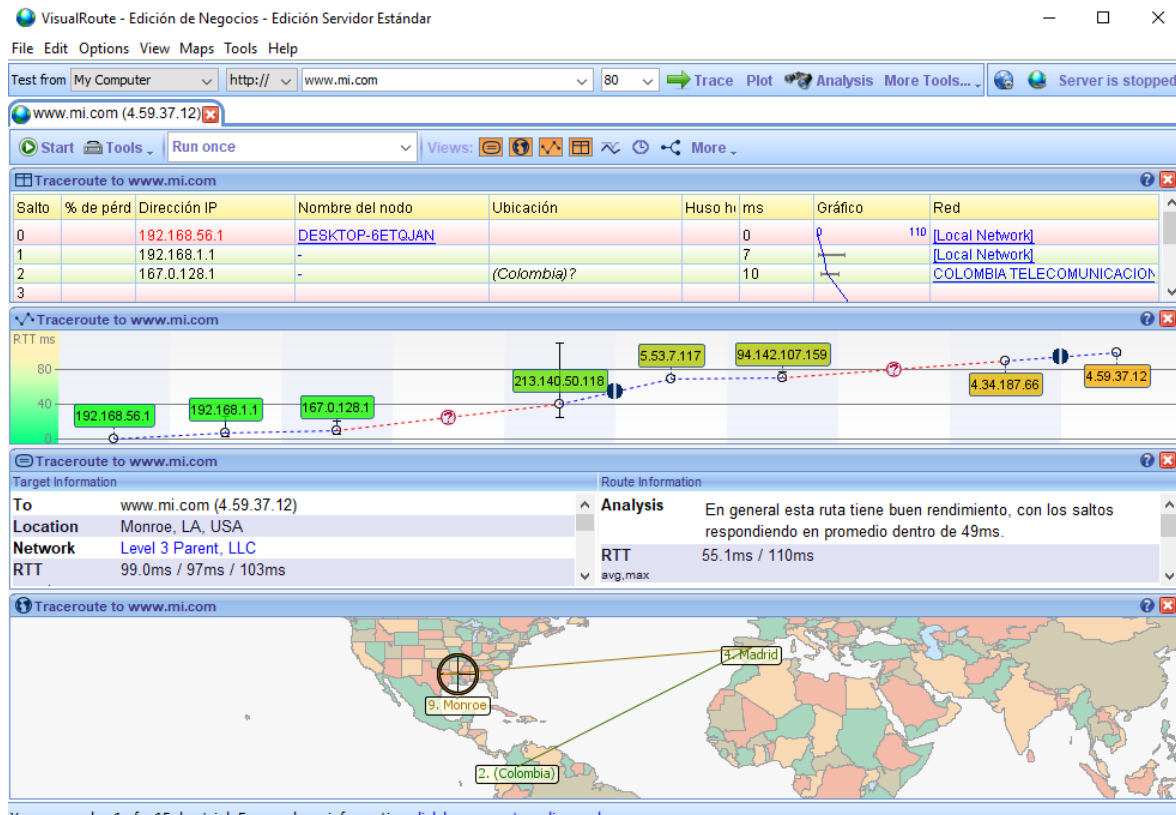 VisualRoute - Edición de Negocios - Edición Servidor Estándar
File Edit Options View Maps Tools Help
Test from My Computer http:// www.mi.com 80 Trace Plot Analysis More Tools... Server is stopped
www.mi.com (4.59.37.12)
Start Tools Run once Views: More
Traceroute to www.mi.com
Salto % de pérd Dirección IP Nombre del nodo Ubicación Huso h ms Gráfico Red
0 192.168.56.1 DESKTOP-6ETQJAN 0 0 110 [Local Network]
1 192.168.1.1 - 7 [Local Network]
2 167.0.128.1 - (Colombia)? 10 COLOMBIA TELECOMUNICACION
3
Traceroute to www.mi.com
RTT ms
80
40
0
192.168.56.1
192.168.1.1
167.0.128.1
?
213.140.50.118
5.53.7.117
94.142.107.159
?
4.34.187.66
4.59.37.12
Traceroute to www.mi.com
Target Information
To www.mi.com (4.59.37.12)
Location Monroe, LA, USA
Network Level 3 Parent, LLC
RTT 99.0ms / 97ms / 103ms
Route Information
Analysis En general esta ruta tiene buen rendimiento, con los saltos
respondiendo en promedio dentro de 49ms.
RTT 55.1ms / 110ms
avg,max
Traceroute to www.mi.com
4. Madrid
9. Monroe
2. (Colombia)